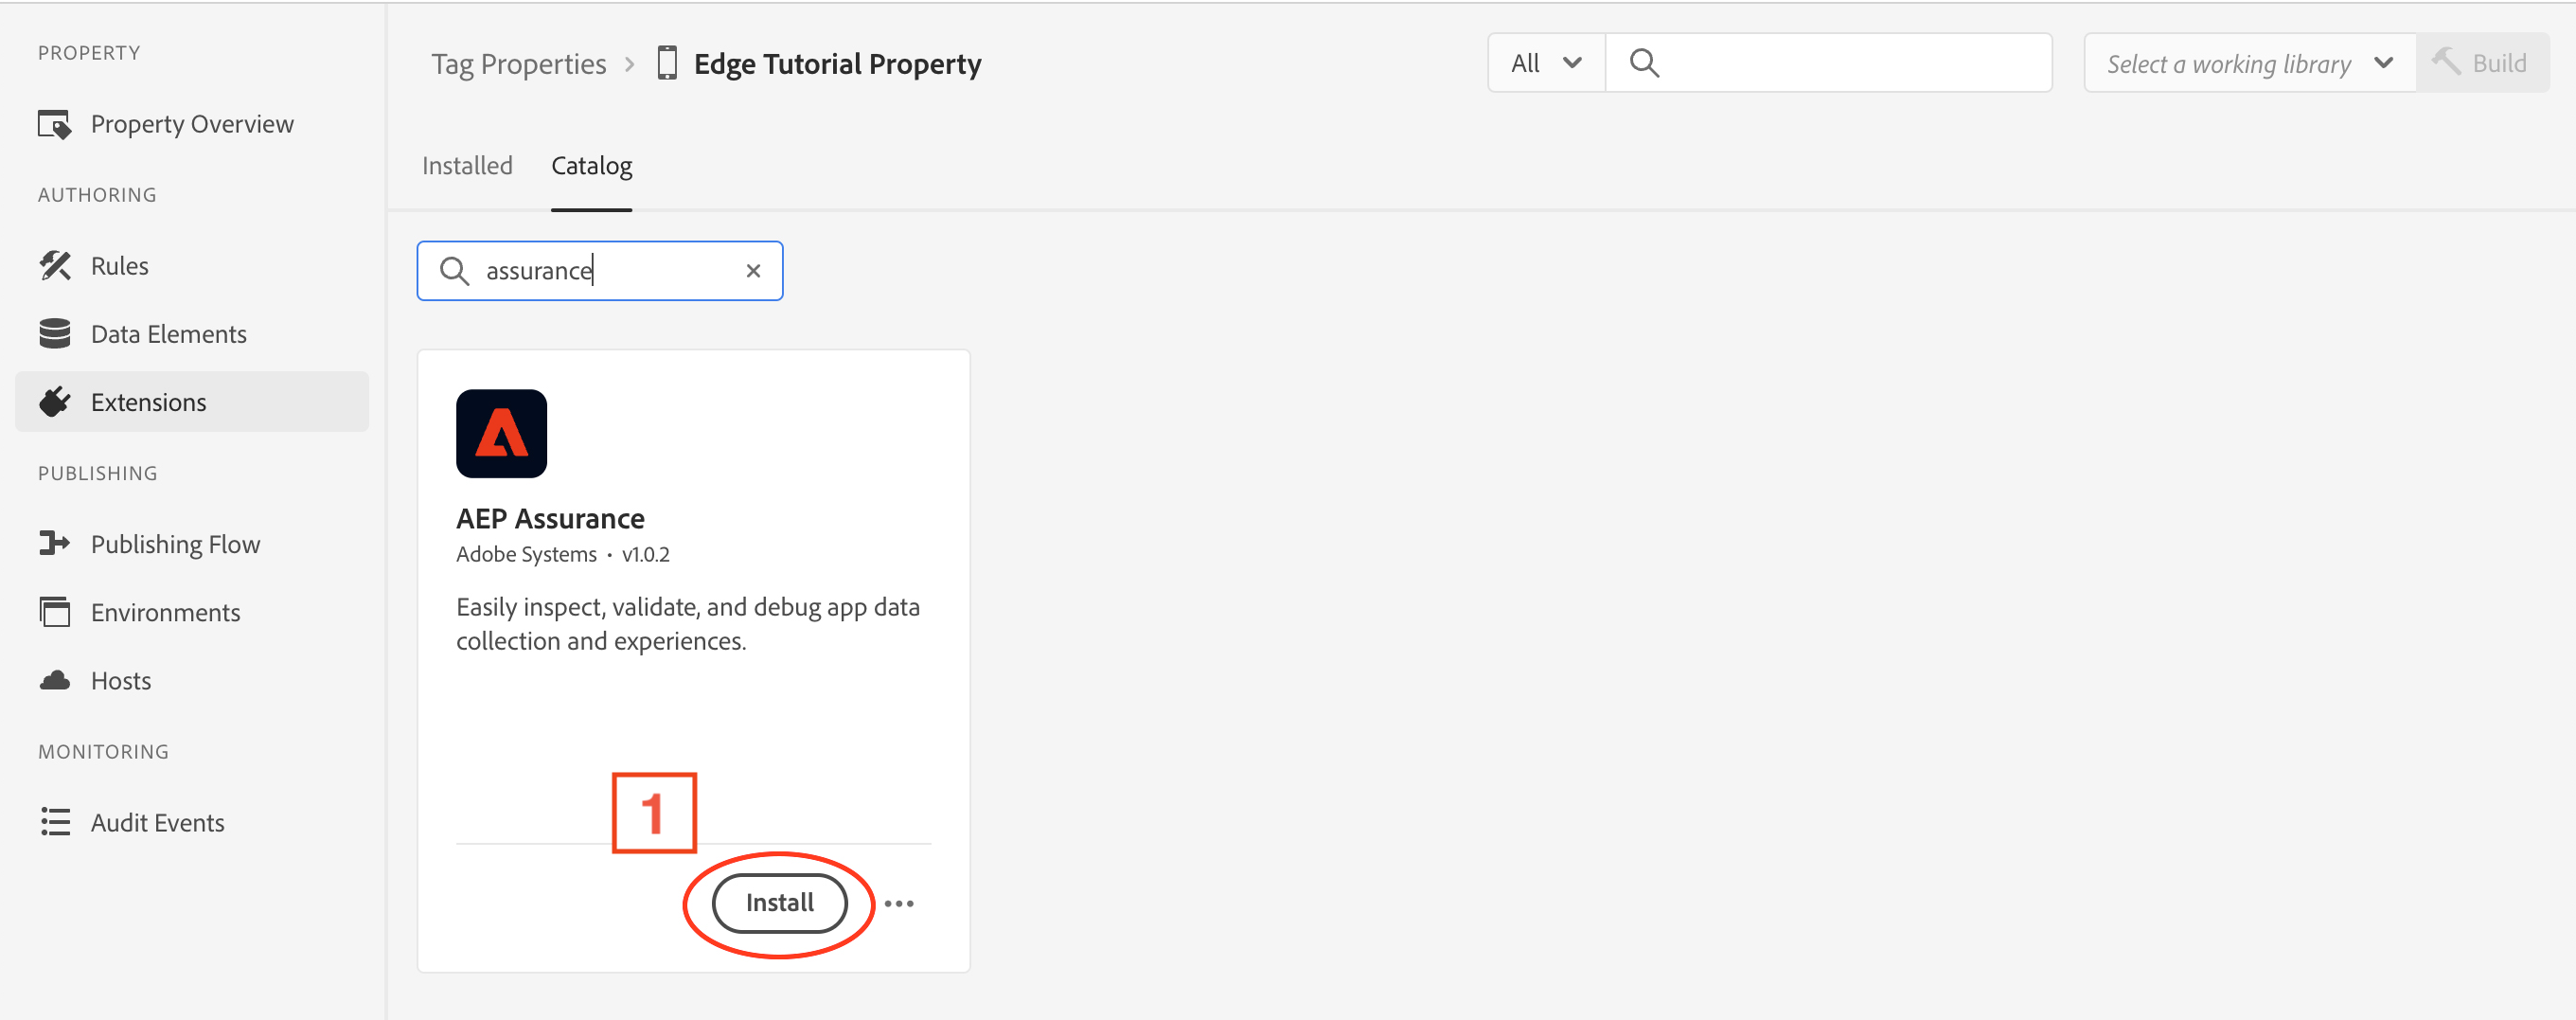 PROPERTY
Property Overview
AUTHORING
Rules
Data Elements
Extensions
PUBLISHING
Publishing Flow
Environments
Hosts
MONITORING
Audit Events
Tag Properties > Edge Tutorial Property
All
Select a working library
Build
Installed Catalog
assurance
AEP Assurance
Adobe Systems • v1.0.2
Easily inspect, validate, and debug app data
collection and experiences.
1
Install